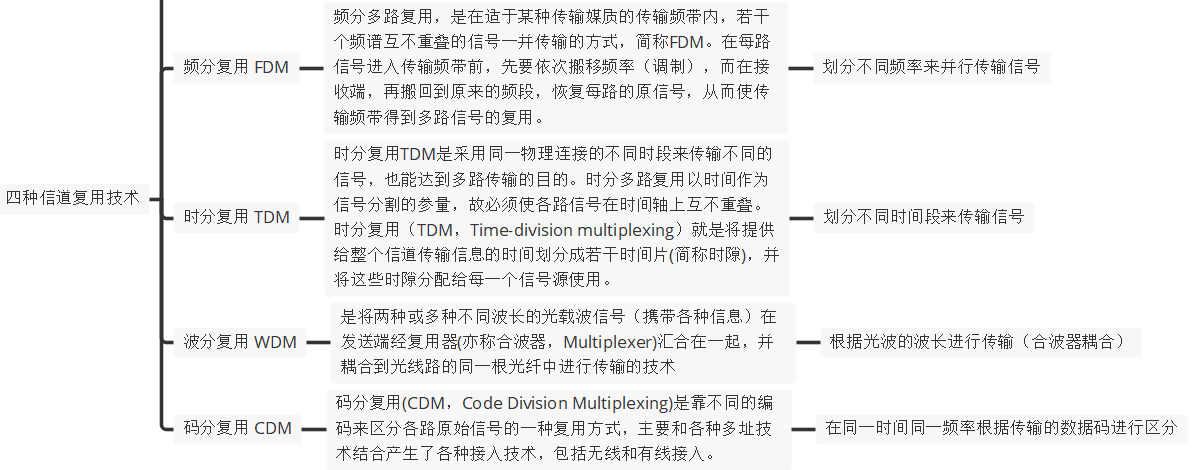 四种信道复用技术
频分复用 FDM
频分多路复用，是在适于某种传输媒质的传输频带内，若干
个频谱互不重叠的信号一并传输的方式，简称FDM。在每路
信号进入传输频带前，先要依次搬移频率（调制），而在接
收端，再搬回到原来的频段，恢复每路的原信号，从而使传
输频带得到多路信号的复用。
划分不同频率来并行传输信号
时分复用 TDM
时分复用TDM是采用同一物理连接的不同时段来传输不同的
信号，也能达到多路传输的目的。时分多路复用以时间作为
信号分割的参量，故必须使各路信号在时间轴上互不重叠。
时分复用（TDM，Time-division multiplexing）就是将提供
给整个信道传输信息的时间划分成若干时间片(简称时隙)，并
将这些时隙分配给每一个信号源使用。
划分不同时间段来传输信号
波分复用 WDM
是将两种或多种不同波长的光载波信号（携带各种信息）在
发送端经复用器(亦称合波器，Multiplexer)汇合在一起，并
耦合到光线路的同一根光纤中进行传输的技术
根据光波的波长进行传输（合波器耦合）
码分复用 CDM
码分复用(CDM，Code Division Multiplexing)是靠不同的编
码来区分各路原始信号的一种复用方式，主要和各种多址技
术结合产生了各种接入技术，包括无线和有线接入。
在同一时间同一频率根据传输的数据码进行区分